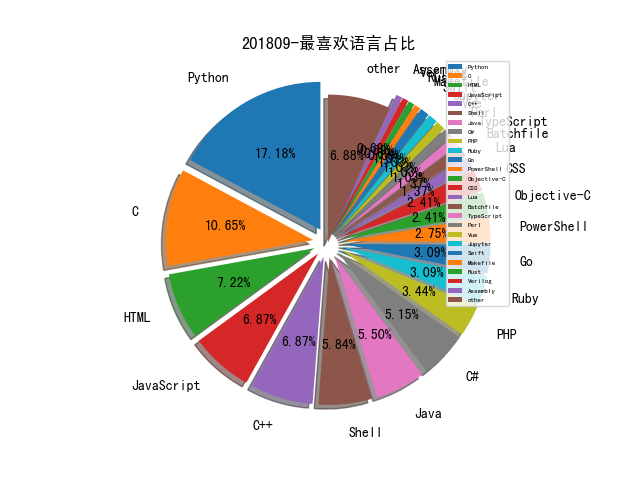 201809-最喜欢语言占比
Python
C
HTML
JavaScript
C++
Shell
Java
C#
PHP
Ruby
Go
PowerShell
Objective-C
CSS
Lua
Batchfile
TypeScript
other
17.18%
10.65%
7.22%
6.87%
6.87%
5.84%
5.50%
5.15%
3.44%
3.09%
3.09%
2.75%
2.41%
2.41%
1.37%
6.88%
Python
C
HTML
JavaScript
C++
Shell
Java
C#
PHP
Ruby
Go
PowerShell
Objective-C
CSS
Lua
Batchfile
TypeScript
Perl
Vue
Jupyter
Swift
Makefile
Rust
Verilog
Assembly
other